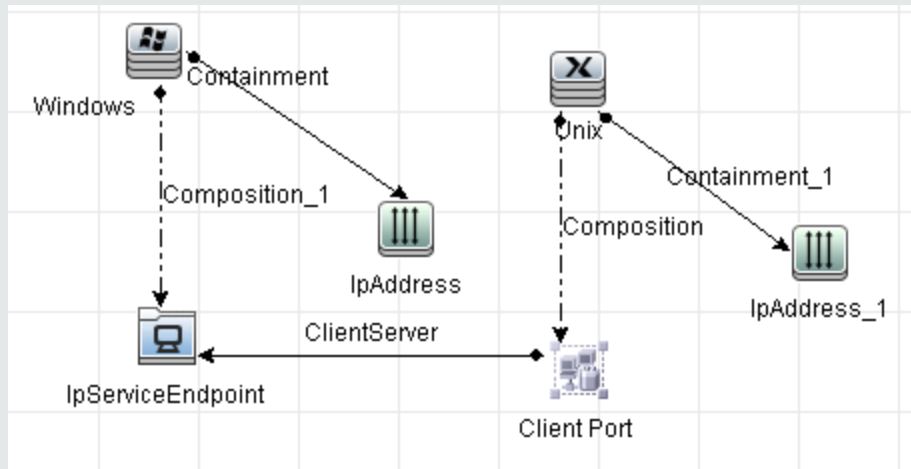 Containment
Windows
Unix
Composition_1
Containment_1
Composition
IpAddress
IpAddress_1
ClientServer
IpServiceEndpoint
Client Port